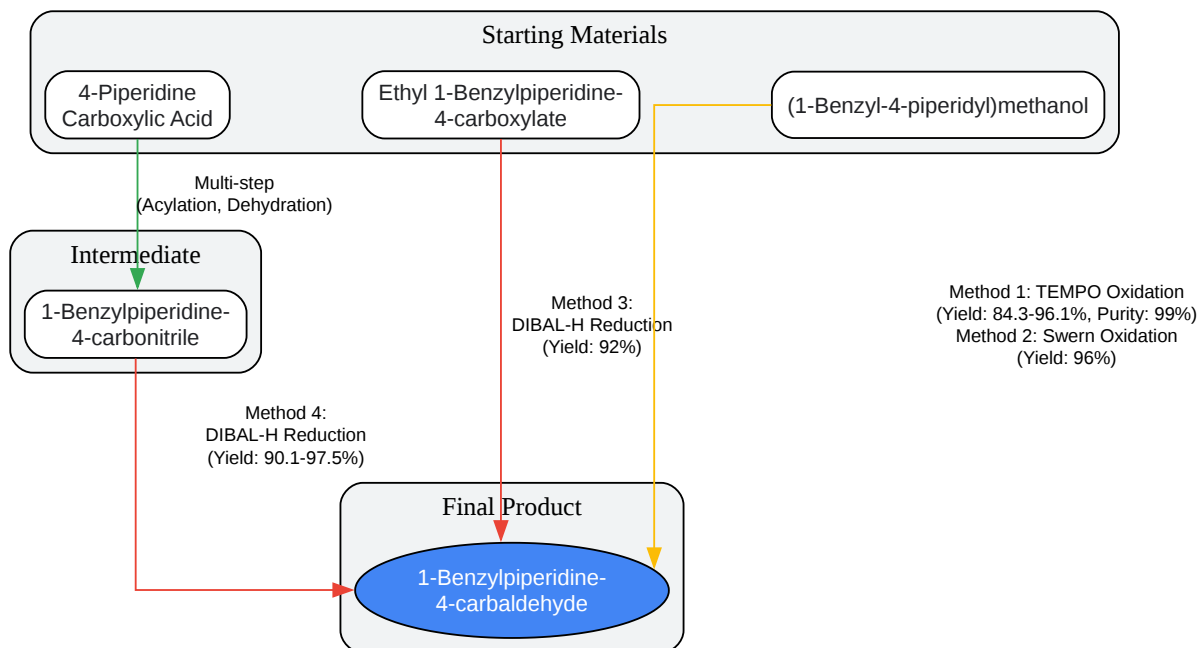 Starting Materials
4-Piperidine
Carboxylic Acid
Ethyl 1-Benzylpiperidine-
4-carboxylate
(1-Benzyl-4-piperidyl)methanol
Multi-step
(Acylation, Dehydration)
Intermediate
1-Benzylpiperidine-
4-carbonitrile
Method 3:
DIBAL-H Reduction
(Yield: 92%)
Method 1: TEMPO Oxidation
(Yield: 84.3-96.1%, Purity: 99%)
Method 2: Swern Oxidation
(Yield: 96%)
Method 4:
DIBAL-H Reduction
(Yield: 90.1-97.5%)
Final Product
1-Benzylpiperidine-
4-carbaldehyde